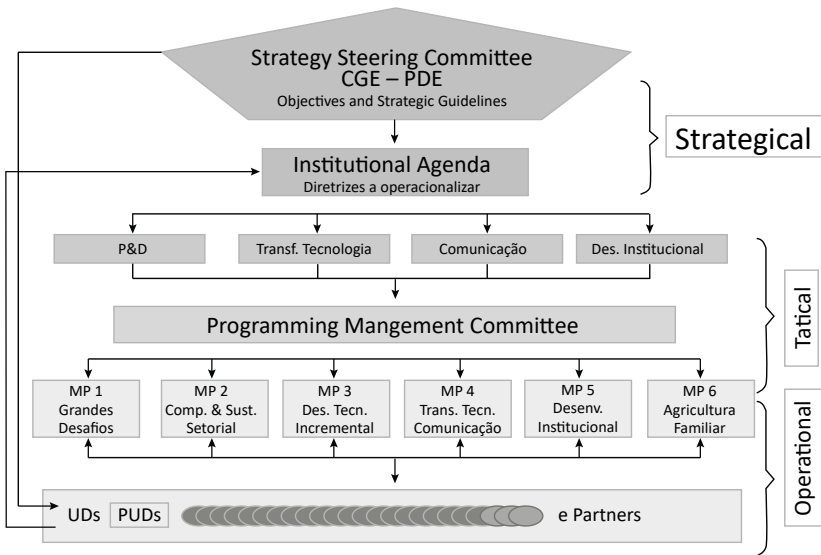 Strategy Steering Committee
CGE – PDE
Objectives and Strategic Guidelines
Strategical
Institutional Agenda
Diretrizes a operacionalizar
P&D
Transf. Tecnologia
Comunicação
Des. Institucional
Tatical
Programming Mangement Committee
MP 1
Grandes
Desafios
MP 2
Comp. & Sust.
Setorial
MP 3
Des. Tecn.
Incremental
MP 4
Trans. Tecn.
Comunicação
MP 5
Desenv.
Institucional
MP 6
Agricultura
Familiar
Operational
UDs PUDs e Partners